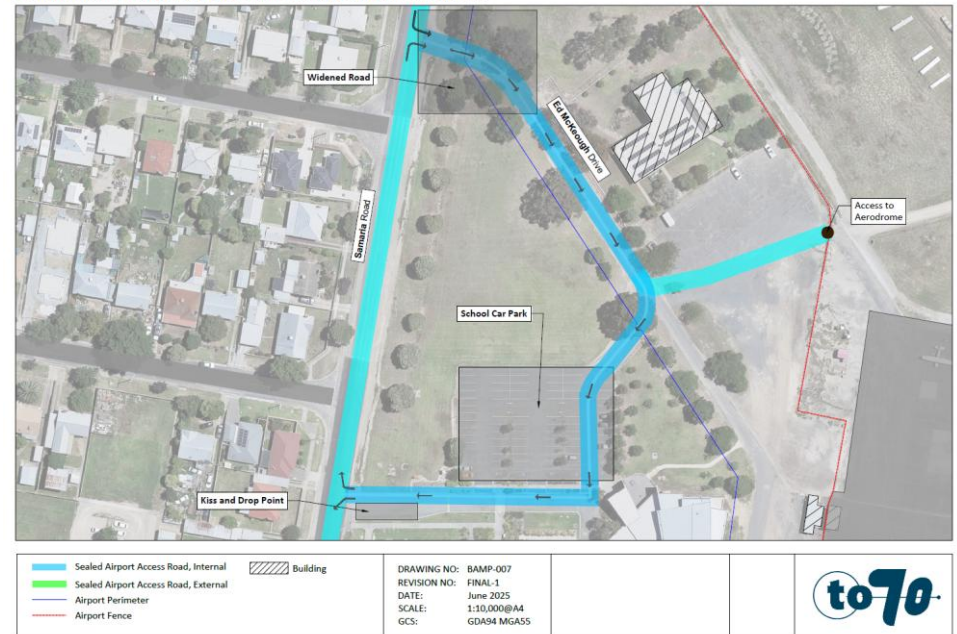 Widened Road
Ed McKeough Drive
Samaria Road
Access to
Aerodrome
School Car Park
Kiss and Drop Point
Sealed Airport Access Road, Internal
Sealed Airport Access Road, External
Airport Perimeter
Airport Fence
Building
DRAWING NO: BAMP-007
REVISION NO: FINAL-1
DATE: June 2025
SCALE: 1:10,000@A4
GCS: GDA94 MGA55
to70